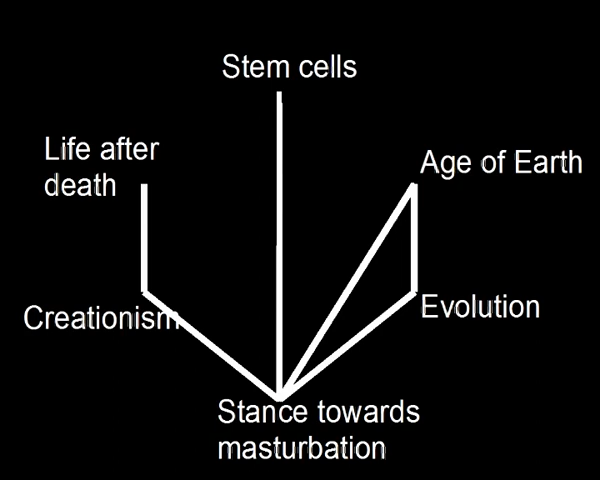 Stem cells
Life after
death
Age of Earth
Creationism
Evolution
Stance towards
masturbation